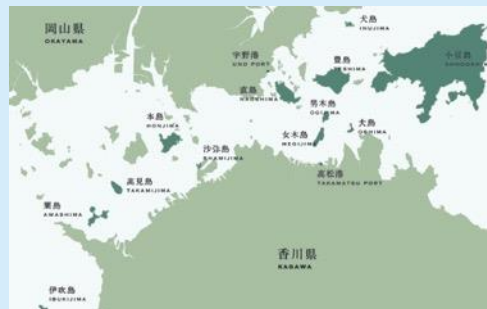 岡山県
OKAYAMA
犬島
INUJIMA
宇野港
UNO PORT
豊島
TESHIMA
小豆島
直島
NAOSHIMA
男木島
OGIJIMA
本島
HONJIMA
女木島
MEGIJIMA
大島
OSHIMA
沙弥島
SHAMIJIMA
高見島
TAKAMIJIMA
高松港
TAKAMATSU PORT
粟島
AWASHIMA
香川県
KAGAWA
伊吹島
IBUKIJIMA